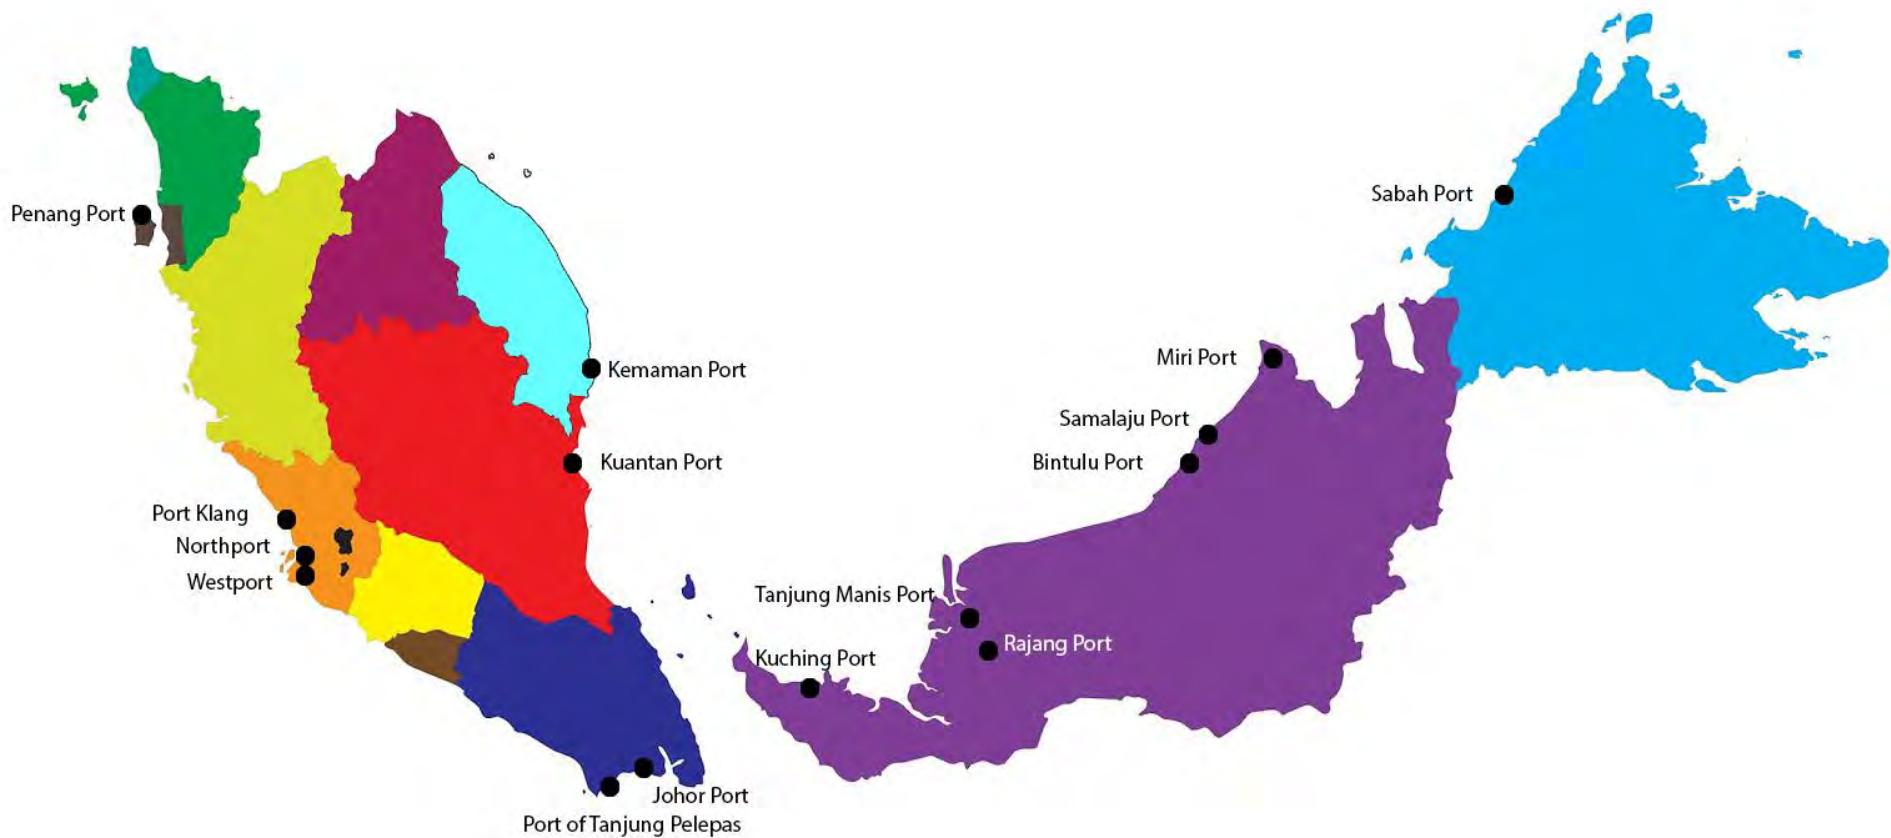 Penang Port
Kemaman Port
Kuantan Port
Port Klang
Northport
Westport
Johor Port
Port of Tanjung Pelepas
Sabah Port
Miri Port
Samalaju Port
Bintulu Port
Tanjung Manis Port
Rajang Port
Kuching Port